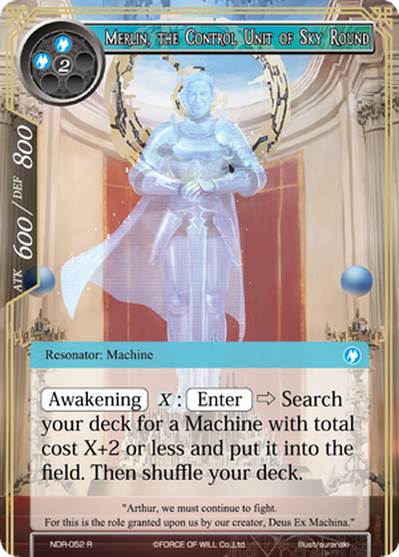 Merlin, the Control Unit of Sky Round
2
ATK 600 / DEF 800
Resonator: Machine
Awakening X : Enter ⇨ Search
your deck for a Machine with total
cost X+2 or less and put it into the
field. Then shuffle your deck.
"Arthur, we must continue to fight.
For this is the role granted upon us by our creator, Deus Ex Machina."
NDR-052 R ©FORCE OF WILL Co.,Ltd. Illust/suranaki